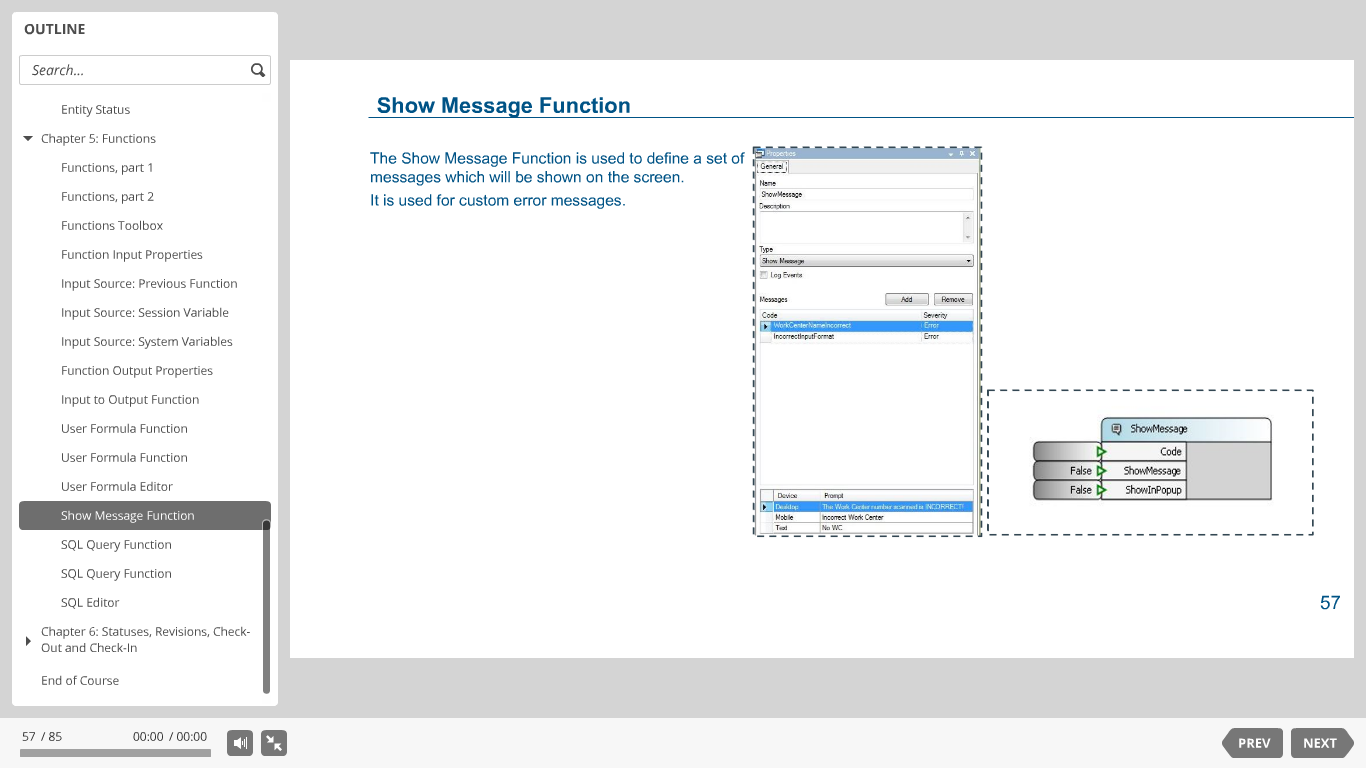 OUTLINE
Search...
Entity Status
Chapter 5: Functions
Functions, part 1
Functions, part 2
Functions Toolbox
Function Input Properties
Input Source: Previous Function
Input Source: Session Variable
Input Source: System Variables
Function Output Properties
Input to Output Function
User Formula Function
User Formula Function
User Formula Editor
Show Message Function
SQL Query Function
SQL Query Function
SQL Editor
Chapter 6: Statuses, Revisions, Check-
Out and Check-In
End of Course
Show Message Function
The Show Message Function is used to define a set of
messages which will be shown on the screen.
It is used for custom error messages.
Properties
General
Name
ShowMessage
Description
Type
Show Message
Log Events
Messages Add Remove
Code Severity
WorkCenterNameIncorrect Error
IncorrectInputFormat Error
Device Prompt
Desktop The Work Center number scanned is INCORRECT!
Mobile Incorrect Work Center
Text No WC
ShowMessage
Code
False ShowMessage
False ShowInPopup
57
57 / 85 00:00 / 00:00
PREV NEXT